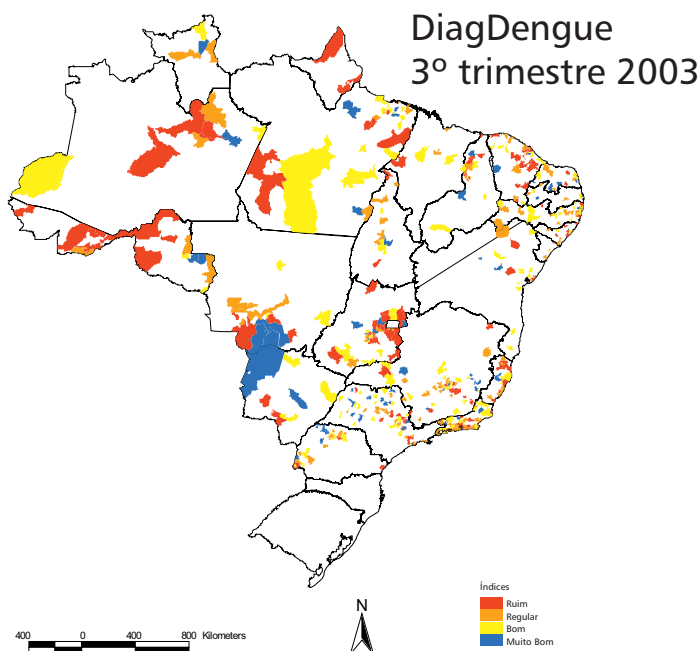 DiagDengue
3º trimestre 2003
Índices
Ruim
Regular
Bom
Muito Bom
N
400 0 400 800 Kilometers